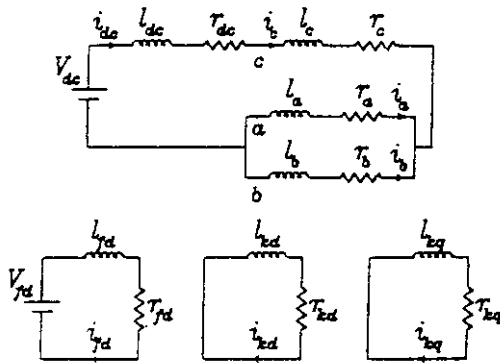 i_dc l_dc r_dc i_c l_c r_c
V_dc c
l_a r_a i_a
a
l_b r_b i_b
b
l_fd l_kd l_kq
V_fd r_fd r_kd r_kq
i_fd i_kd i_kq